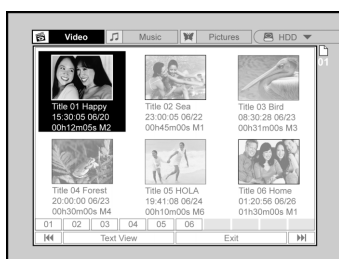 Video
Music
Pictures
HDD
01
Title 01 Happy
15:30:05 06/20
00h12m05s M2
Title 02 Sea
23:00:05 06/22
00h45m00s M1
Title 03 Bird
08:30:28 06/23
00h31m00s M3
Title 04 Forest
20:00:00 06/23
00h30m00s M4
Title 05 HOLA
19:41:08 06/24
00h10m00s M6
Title 06 Home
01:20:56 06/26
01h30m00s M1
01 02 03 04 05 06
Text View
Exit